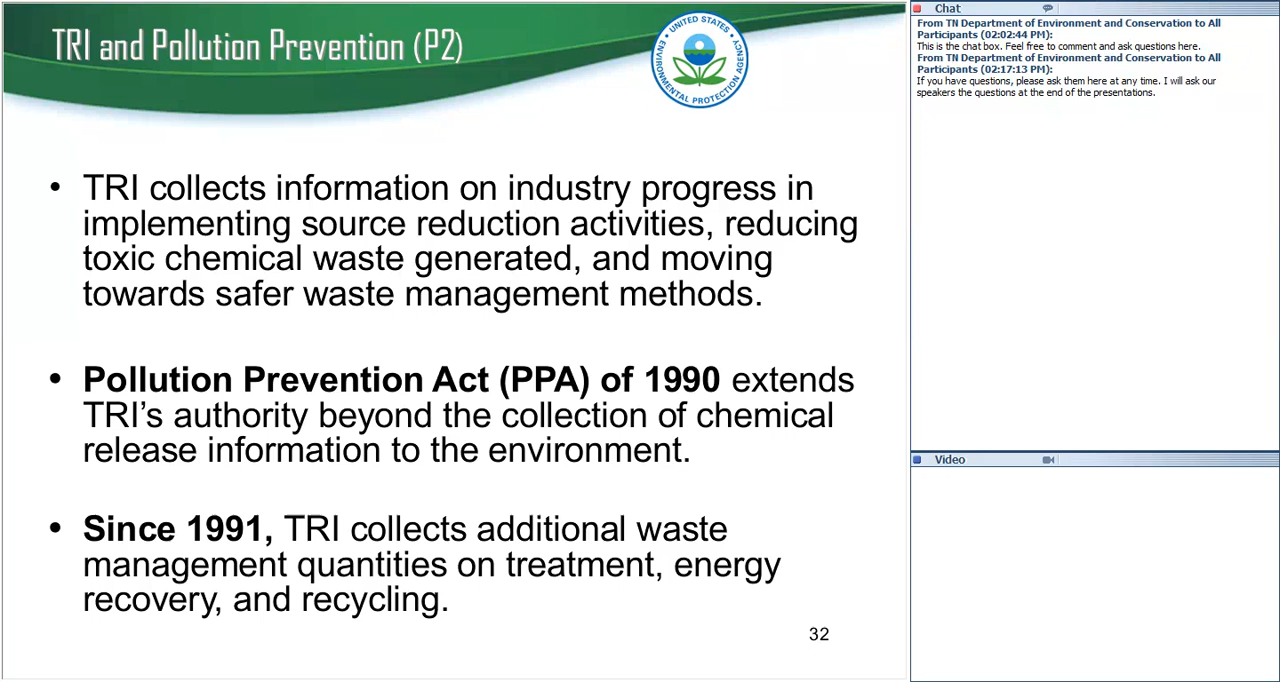 TRI and Pollution Prevention (P2)
UNITED STATES
ENVIRONMENTAL PROTECTION AGENCY
• TRI collects information on industry progress in
implementing source reduction activities, reducing
toxic chemical waste generated, and moving
towards safer waste management methods.
• Pollution Prevention Act (PPA) of 1990 extends
TRI’s authority beyond the collection of chemical
release information to the environment.
• Since 1991, TRI collects additional waste
management quantities on treatment, energy
recovery, and recycling.
32
Chat
From TN Department of Environment and Conservation to All
Participants (02:02:44 PM):
This is the chat box. Feel free to comment and ask questions here.
From TN Department of Environment and Conservation to All
Participants (02:17:13 PM):
If you have questions, please ask them here at any time. I will ask our
speakers the questions at the end of the presentations.
Video